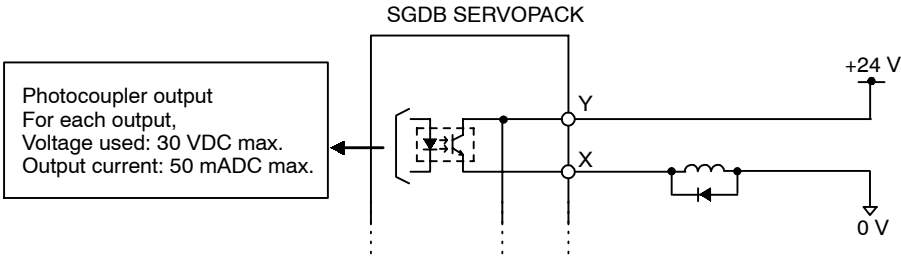 SGDB SERVOPACK
Photocoupler output
For each output,
Voltage used: 30 VDC max.
Output current: 50 mADC max.
+24 V
Y
X
0 V